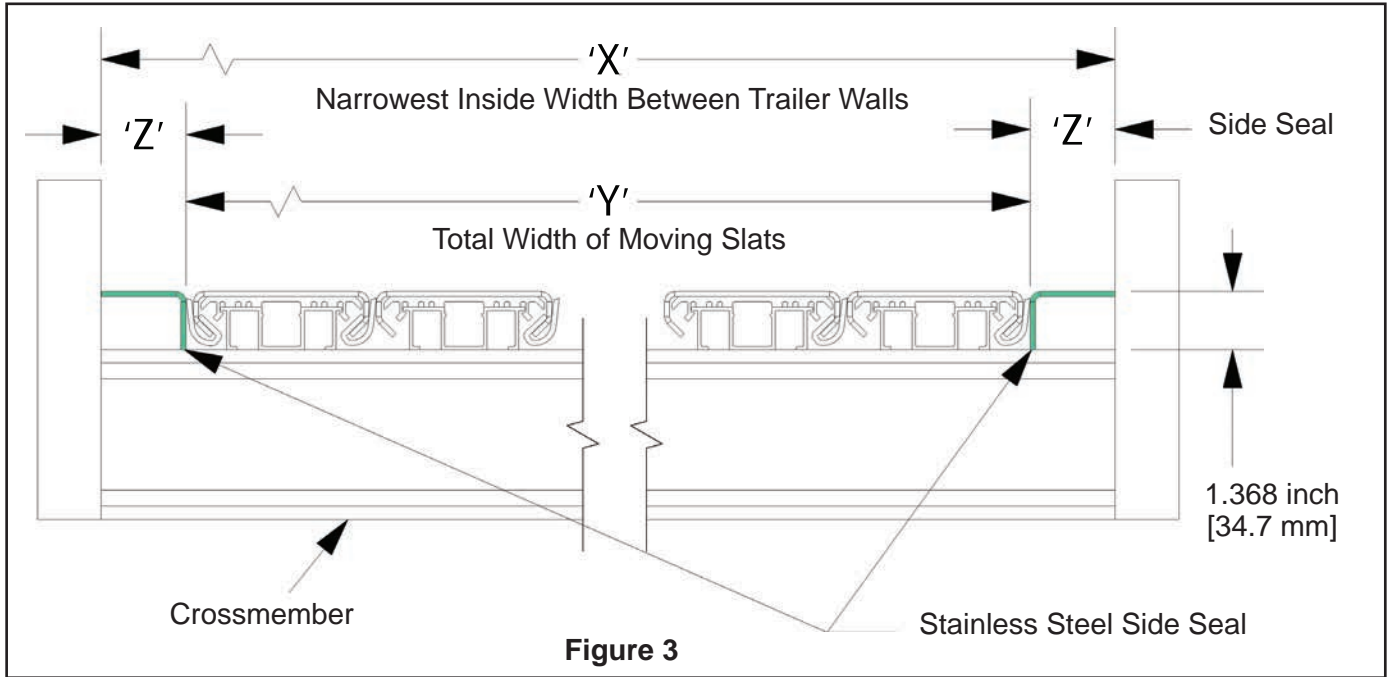 ‘X’
Narrowest Inside Width Between Trailer Walls
‘Z’
‘Z’
Side Seal
‘Y’
Total Width of Moving Slats
1.368 inch
[34.7 mm]
Crossmember
Stainless Steel Side Seal
Figure 3